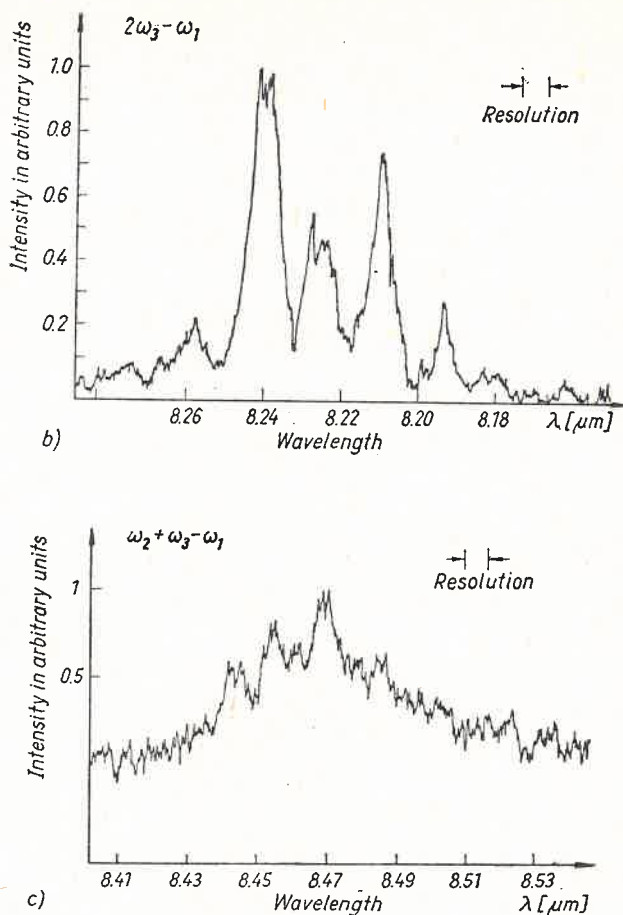 2ω₃−ω₁
Intensity in arbitrary units
1.0
0.8
0.6
0.4
0.2
Resolution
8.26
8.24
8.22
8.20
8.18
λ [μm]
b)
Wavelength
ω₂+ω₃−ω₁
Intensity in arbitrary units
1
0.5
Resolution
8.41
8.43
8.45
8.47
8.49
8.51
8.53
c)
Wavelength
λ [μm]